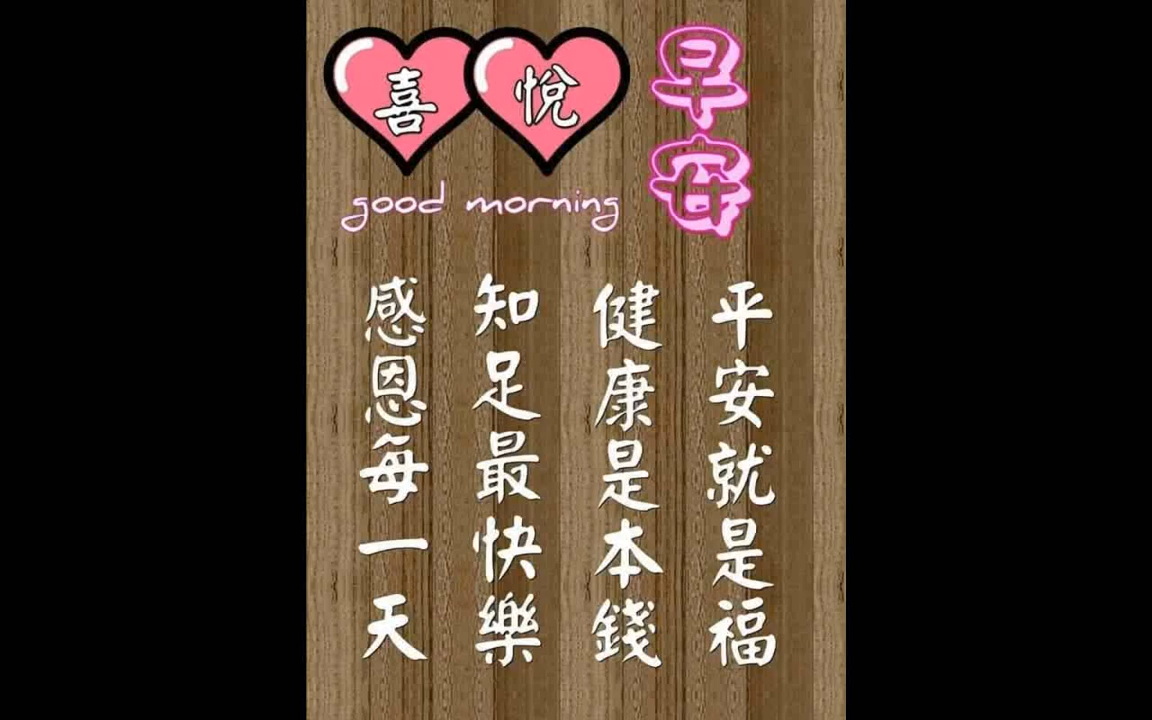 早安
喜悅
good morning
平安就是福
健康是本錢
知足最快樂
感恩每一天